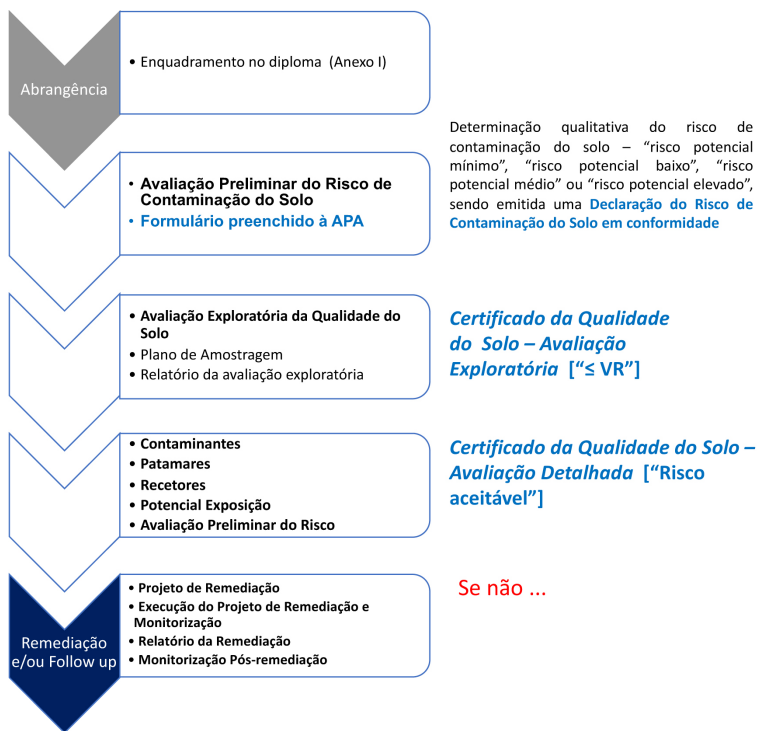 Abrangência
• Enquadramento no diploma  (Anexo I)
• Avaliação Preliminar do Risco de
Contaminação do Solo
• Formulário preenchido à APA
Determinação qualitativa do risco de
contaminação do solo – “risco potencial
mínimo”, “risco potencial baixo”, “risco
potencial médio” ou “risco potencial elevado”,
sendo emitida uma Declaração do Risco de
Contaminação do Solo em conformidade
• Avaliação Exploratória da Qualidade do
Solo
• Plano de Amostragem
• Relatório da avaliação exploratória
Certificado da Qualidade
do  Solo – Avaliação
Exploratória  [“≤ VR”]
• Contaminantes
• Patamares
• Recetores
• Potencial Exposição
• Avaliação Preliminar do Risco
Certificado da Qualidade do Solo –
Avaliação Detalhada  [“Risco
aceitável”]
Remediação
e/ou Follow up
• Projeto de Remediação
• Execução do Projeto de Remediação e
Monitorização
• Relatório da Remediação
• Monitorização Pós-remediação
Se não ...